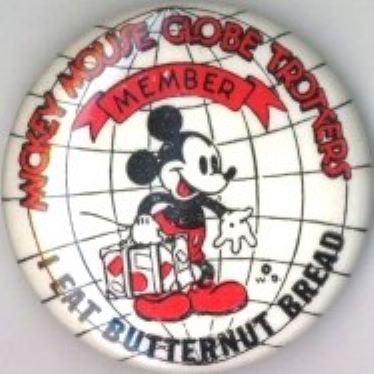 MICKEY MOUSE GLOBE TROTTERS
MEMBER
I EAT BUTTERNUT BREAD